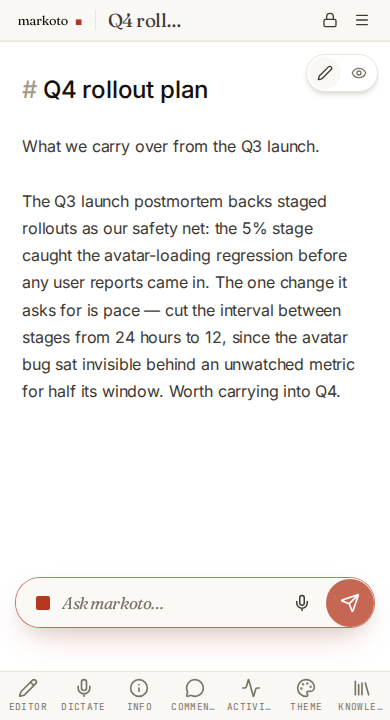 markoto
Q4 roll...
# Q4 rollout plan
What we carry over from the Q3 launch.
The Q3 launch postmortem backs staged
rollouts as our safety net: the 5% stage
caught the avatar-loading regression before
any user reports came in. The one change it
asks for is pace — cut the interval between
stages from 24 hours to 12, since the avatar
bug sat invisible behind an unwatched metric
for half its window. Worth carrying into Q4.
Ask markoto...
EDITOR DICTATE INFO COMMEN… ACTIVI… THEME KNOWLE…